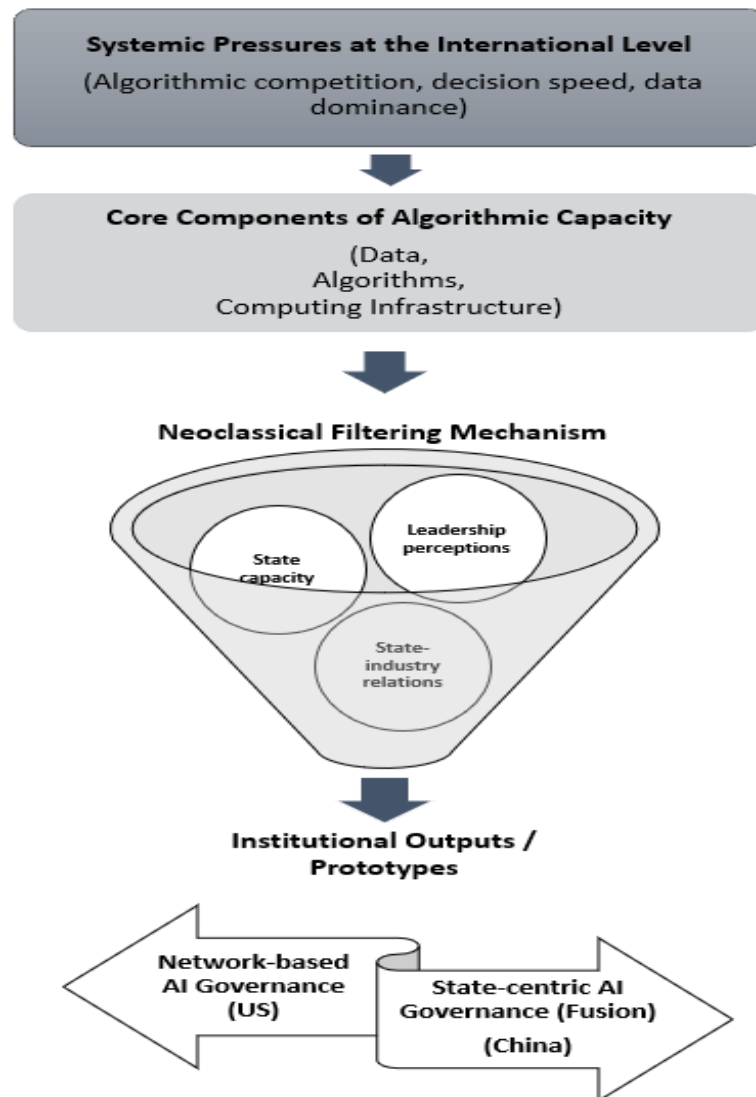 Systemic Pressures at the International Level
(Algorithmic competition, decision speed, data
dominance)
Core Components of Algorithmic Capacity
(Data,
Algorithms,
Computing Infrastructure)
Neoclassical Filtering Mechanism
State
capacity
Leadership
perceptions
State-
industry
relations
Institutional Outputs /
Prototypes
Network-based
AI Governance
(US)
State-centric AI
Governance (Fusion)
(China)